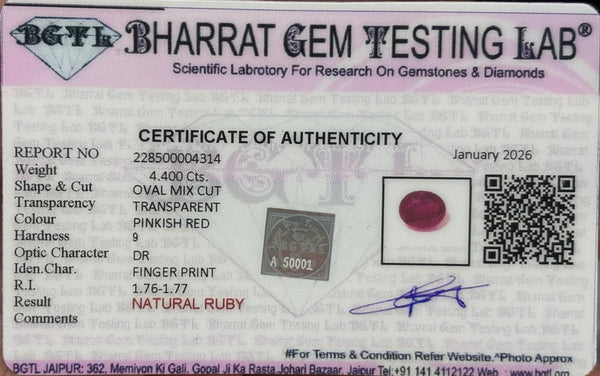 BGTL BHARRAT GEM TESTING LAB®
Scientific Labrotory For Research On Gemstones & Diamonds
CERTIFICATE OF AUTHENTICITY
REPORT NO 228500004314 January 2026
Weight 4.400 Cts.
Shape & Cut OVAL MIX CUT
Transparency TRANSPARENT
Colour PINKISH RED
Hardness 9
Optic Character DR
Iden.Char. FINGER PRINT
R.I. 1.76-1.77
Result NATURAL RUBY
Comments
BGTL
A 50001
#For Terms & Condition Refer Website.^Photo Approx
BGTL JAIPUR: 362, Memiyon Ki Gali, Gopal Ji Ka Rasta Johari Bazaar, Jaipur Tel:+91 141 4112122 Web : www.bgtl.org